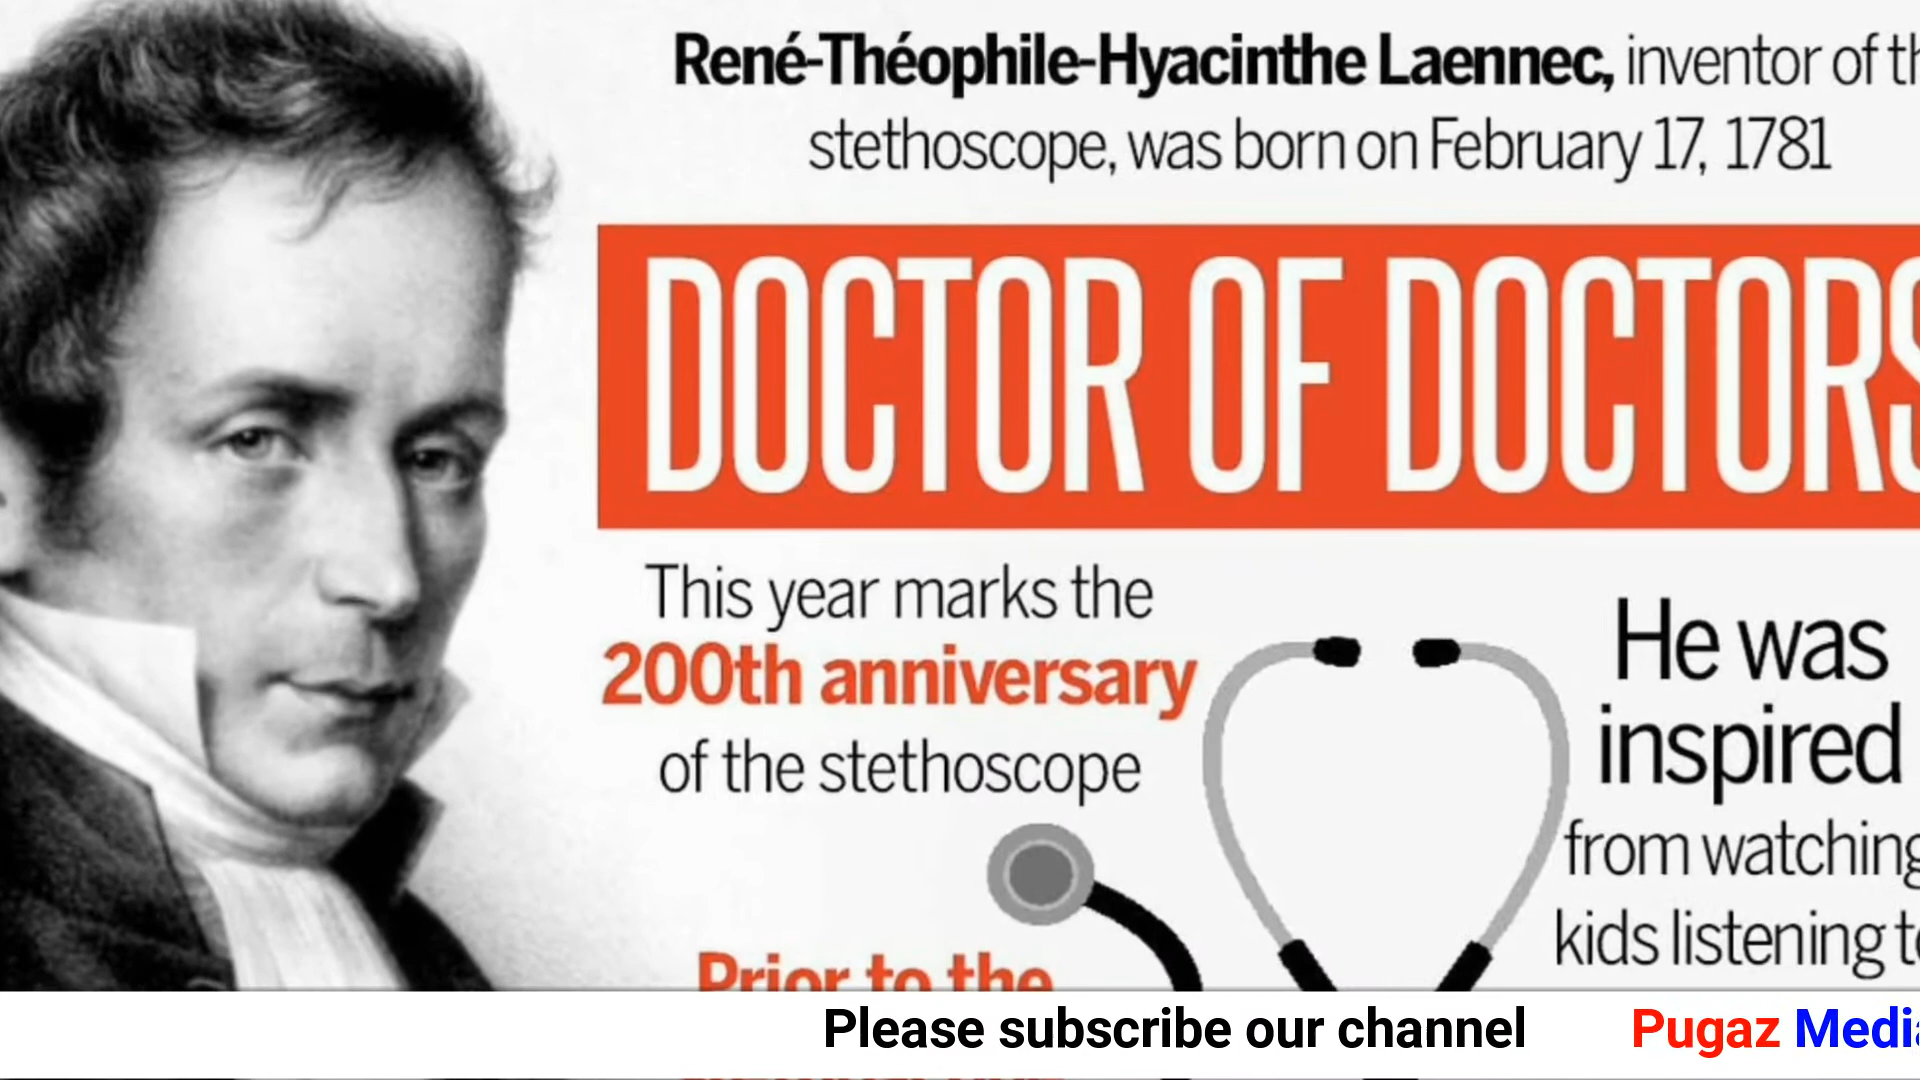 René-Théophile-Hyacinthe Laennec, inventor of th
stethoscope, was born on February 17, 1781
DOCTOR OF DOCTORS
This year marks the
200th anniversary
of the stethoscope
He was
inspired
from watching
kids listening to
Prior to the
Please subscribe our channel Pugaz Media